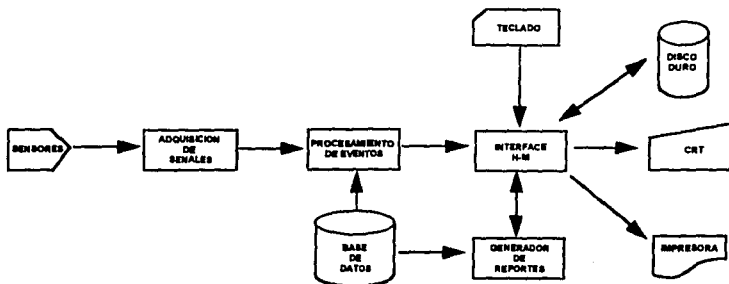 TECLADO
DISCO
DURO
SENSORES
ADQUISICION
DE
SENALES
PROCESAMIENTO
DE EVENTOS
INTERFACE
H-M
CRT
BASE
DE
DATOS
GENERADOR
DE
REPORTES
IMPRESORA